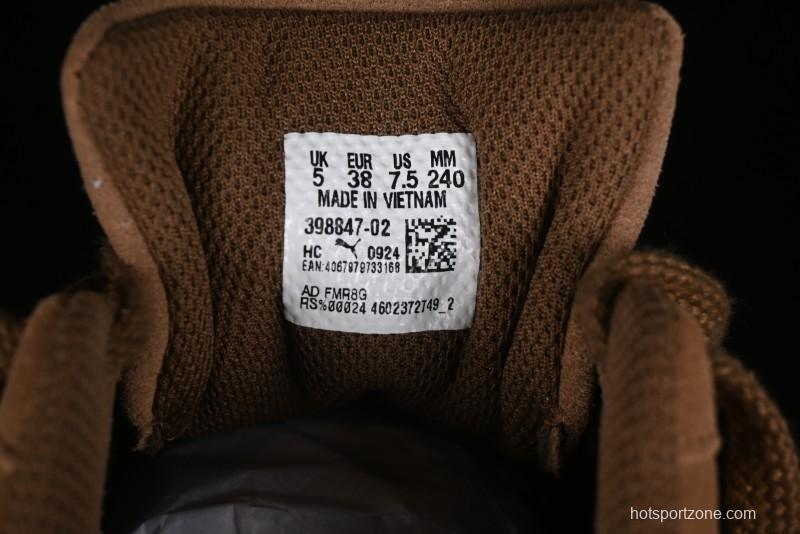 UK EUR US MM
5 38 7.5 240
MADE IN VIETNAM
398847-02
HC 0924
EAN:4067979733168
AD FMR8G
RS%00024 4602372749_2
hotsportzone.com